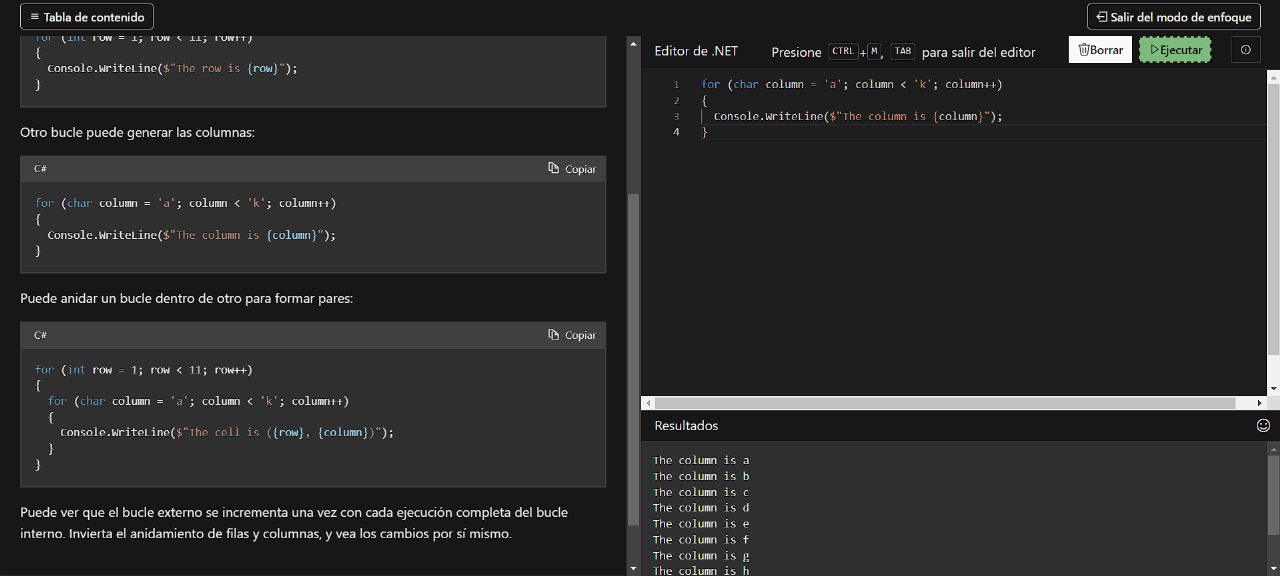 ≡ Tabla de contenido
Salir del modo de enfoque
for (int row = 1; row < 11; row++)
{
Console.WriteLine($"The row is {row}");
}
Otro bucle puede generar las columnas:
C#
Copiar
for (char column = 'a'; column < 'k'; column++)
{
Console.WriteLine($"The column is {column}");
}
Puede anidar un bucle dentro de otro para formar pares:
C#
Copiar
for (int row = 1; row < 11; row++)
{
for (char column = 'a'; column < 'k'; column++)
{
Console.WriteLine($"The cell is ({row}, {column})");
}
}
Puede ver que el bucle externo se incrementa una vez con cada ejecución completa del bucle
interno. Invierta el anidamiento de filas y columnas, y vea los cambios por sí mismo.
Editor de .NET
Presione CTRL+M, TAB para salir del editor
Borrar
Ejecutar
1 for (char column = 'a'; column < 'k'; column++)
2 {
3 Console.WriteLine($"The column is {column}");
4 }
Resultados
The column is a
The column is b
The column is c
The column is d
The column is e
The column is f
The column is g
The column is h